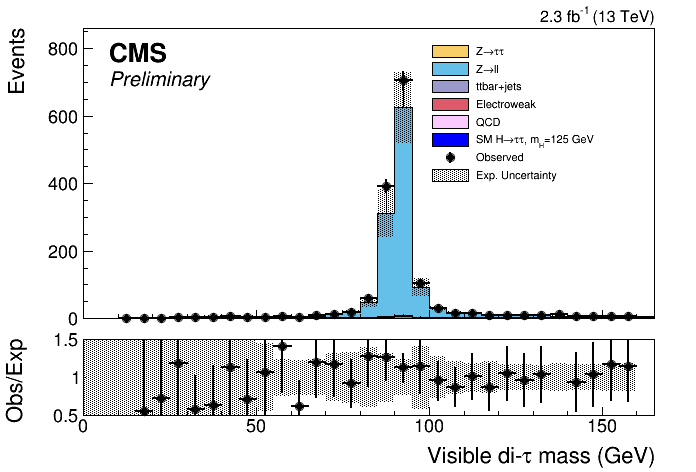 2.3 fb⁻¹ (13 TeV)
CMS
Preliminary
Events
800
600
400
200
0
Z→ττ
Z→ll
ttbar+jets
Electroweak
QCD
SM H→ττ, mH=125 GeV
Observed
Exp. Uncertainty
Obs/Exp
1.5
1
0.5
0 50 100 150
Visible di-τ mass (GeV)